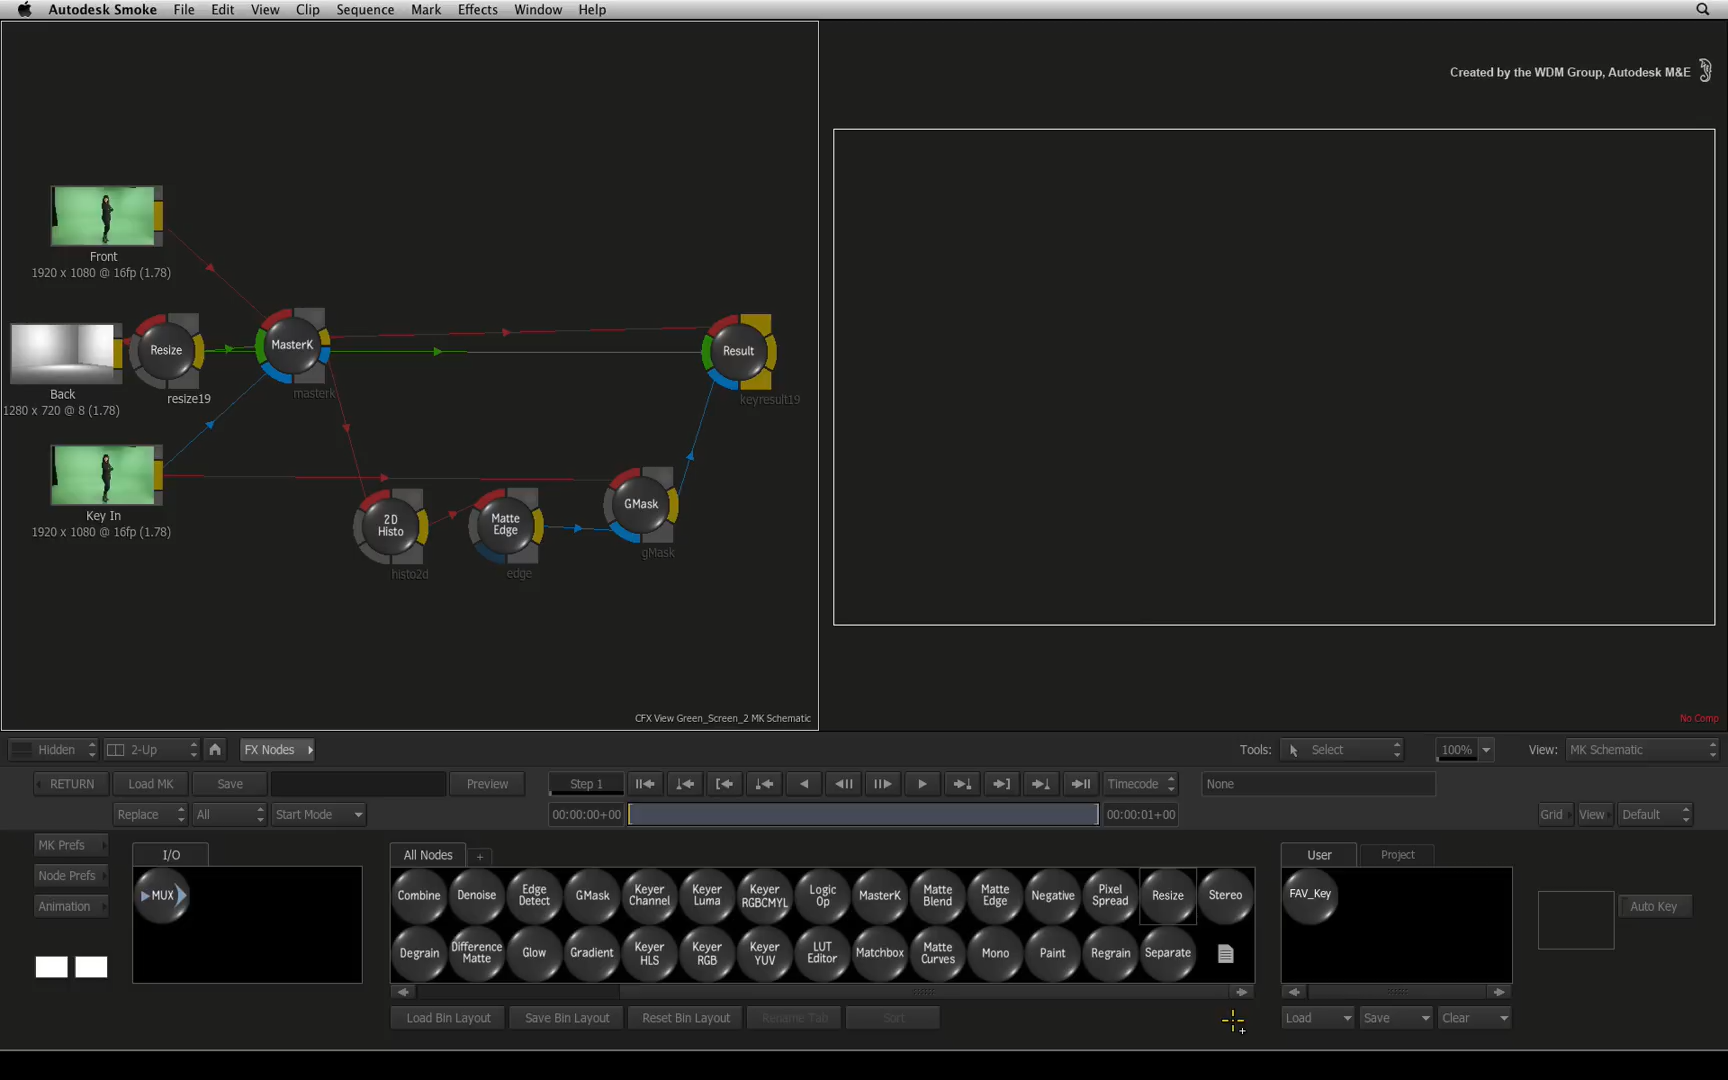 Autodesk Smoke File Edit View Clip Sequence Mark Effects Window Help
Created by the WDM Group, Autodesk M&E
Front
1920 x 1080 @ 16fp (1.78)
Resize
MasterK
Result
Back
resize19
masterk
keyresult19
1280 x 720 @ 8 (1.78)
Key In
1920 x 1080 @ 16fp (1.78)
2D
Histo
Matte
Edge
GMask
histo2d
edge
gMask
CFX View Green_Screen_2 MK Schematic
No Comp
Hidden 2-Up FX Nodes Tools: Select 100% View: MK Schematic
RETURN Load MK Save Preview Step 1 Timecode None
Replace All Start Mode 00:00:00+00 00:00:01+00 Grid View Default
MK Prefs
Node Prefs
Animation
I/O
MUX
All Nodes +
Combine Denoise Edge Detect GMask Keyer Channel Keyer Luma Keyer RGBCMYL Logic Op MasterK Matte Blend Matte Edge Negative Pixel Spread Resize Stereo
Degrain Difference Matte Glow Gradient Keyer HLS Keyer RGB Keyer YUV LUT Editor Matchbox Matte Curves Mono Paint Regrain Separate
Load Bin Layout Save Bin Layout Reset Bin Layout Rename Tab Sort
User Project
FAV_Key
Auto Key
Load Save Clear